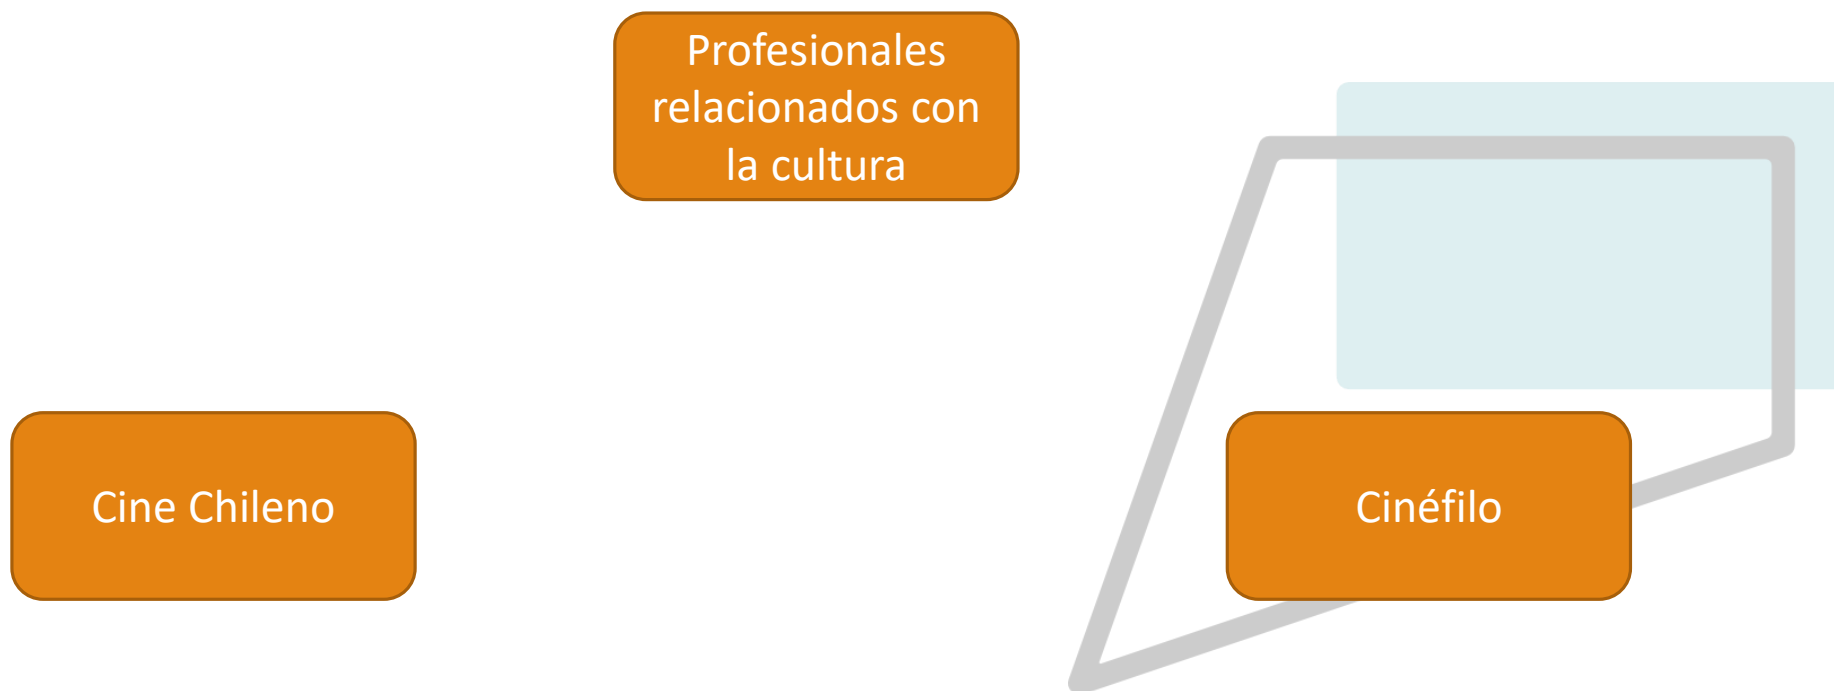 Profesionales
relacionados con
la cultura
Cine Chileno
Cinéfilo